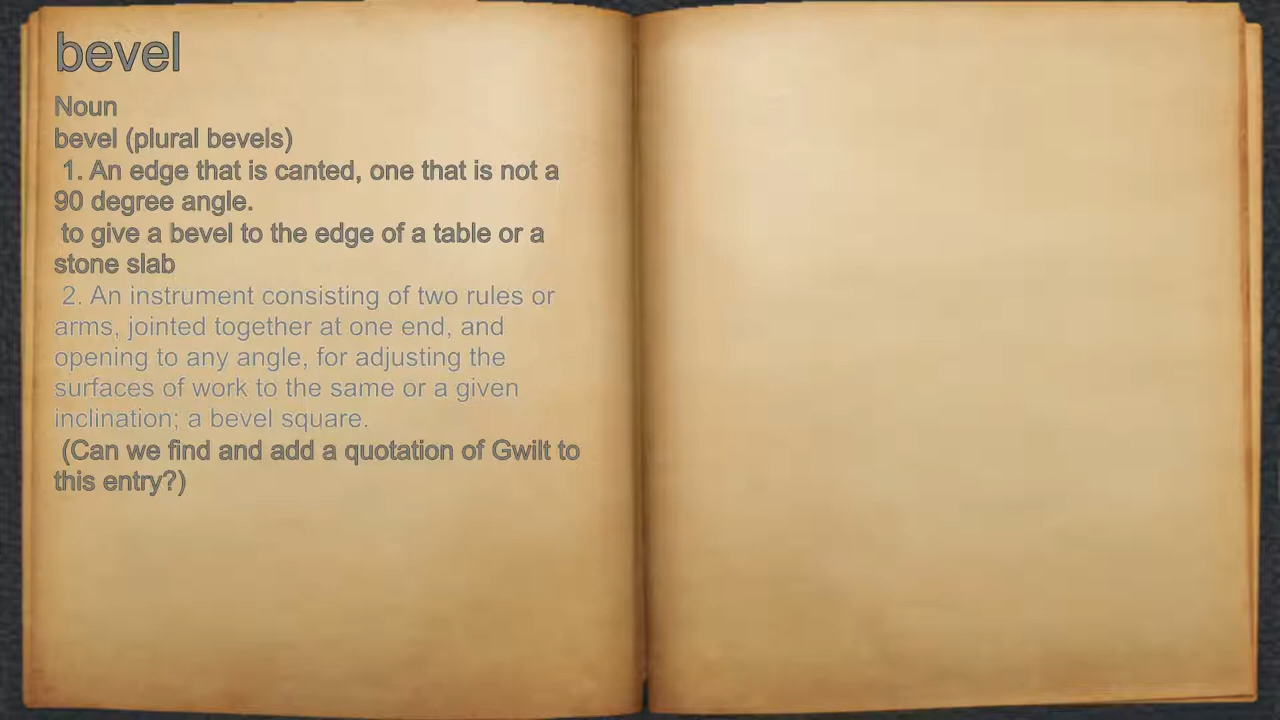 bevel
Noun
bevel (plural bevels)
1. An edge that is canted, one that is not a
90 degree angle.
to give a bevel to the edge of a table or a
stone slab
2. An instrument consisting of two rules or
arms, jointed together at one end, and
opening to any angle, for adjusting the
surfaces of work to the same or a given
inclination; a bevel square.
(Can we find and add a quotation of Gwilt to
this entry?)